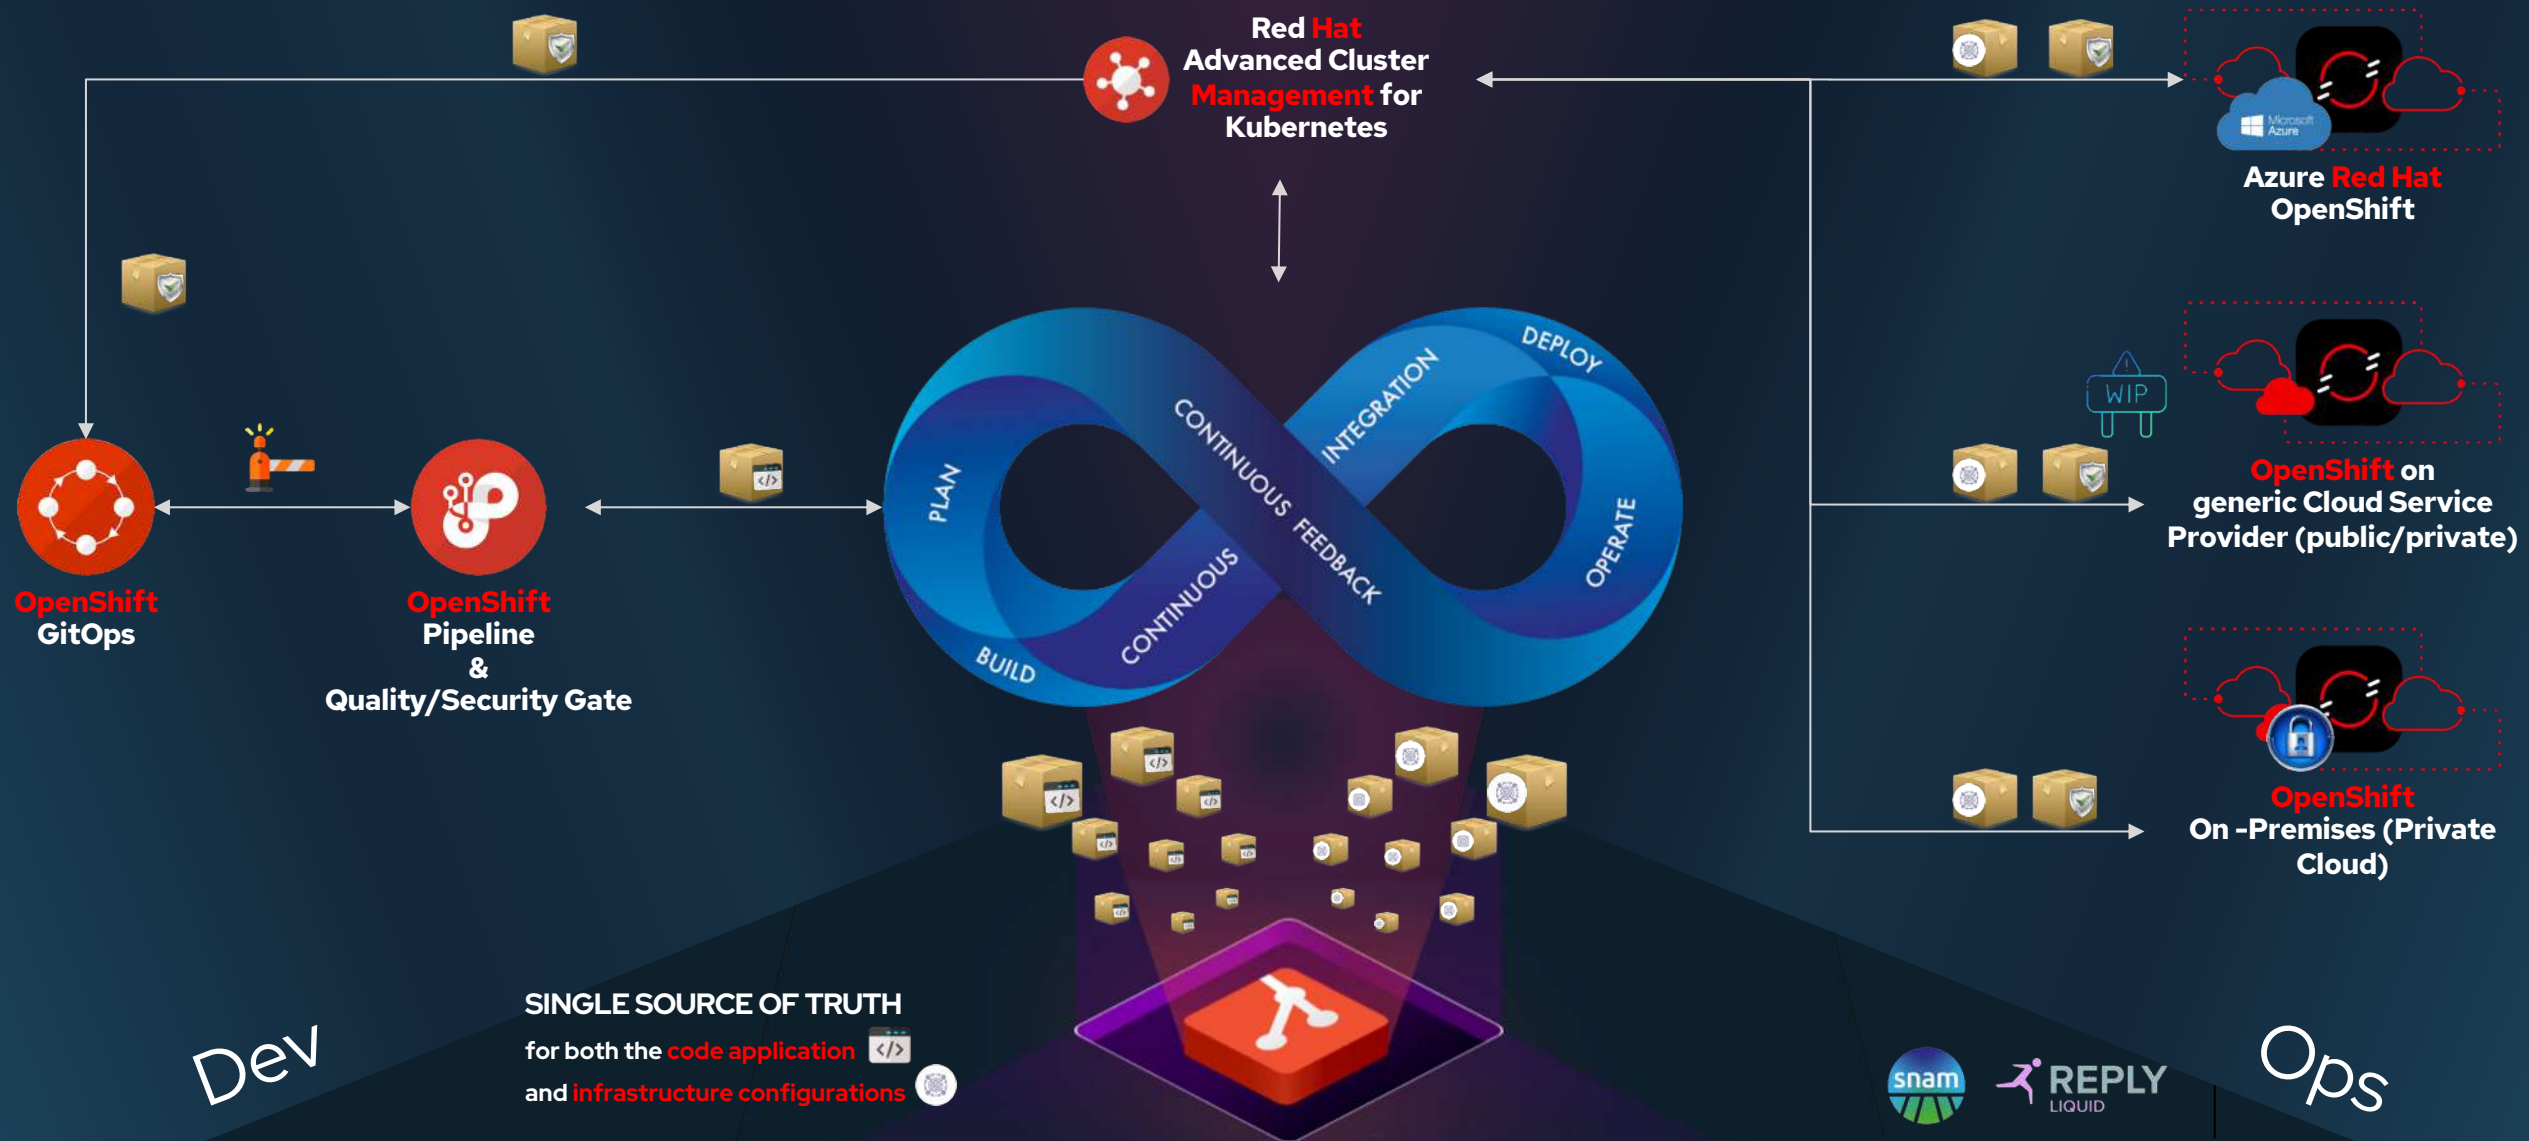 Red Hat
Advanced Cluster
Management for
Kubernetes
Microsoft
Azure
Azure Red Hat
OpenShift
WIP
OpenShift on
generic Cloud Service
Provider (public/private)
OpenShift
On -Premises (Private
Cloud)
OpenShift
GitOps
OpenShift
Pipeline
&
Quality/Security Gate
PLAN
BUILD
CONTINUOUS
INTEGRATION
DEPLOY
OPERATE
CONTINUOUS FEEDBACK
</>
</>
</>
</>
</>
</>
</>
</>
</>
</>
SINGLE SOURCE OF TRUTH
for both the code application </>
and infrastructure configurations
Dev
Ops
snam
REPLY
LIQUID